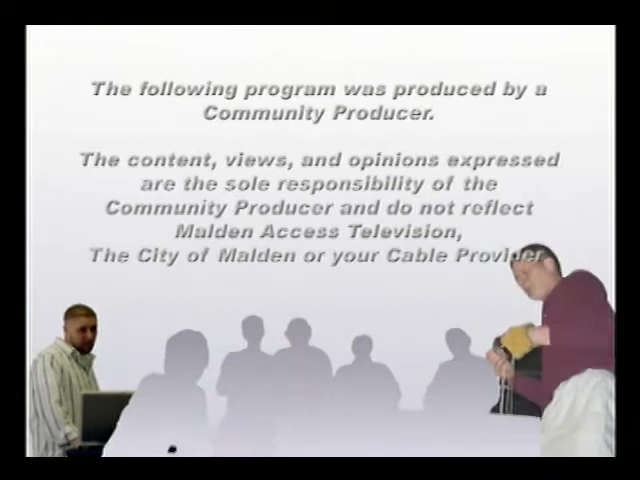 The following program was produced by a
Community Producer.
The content, views, and opinions expressed
are the sole responsibility of the
Community Producer and do not reflect
Malden Access Television,
The City of Malden or your Cable Provider